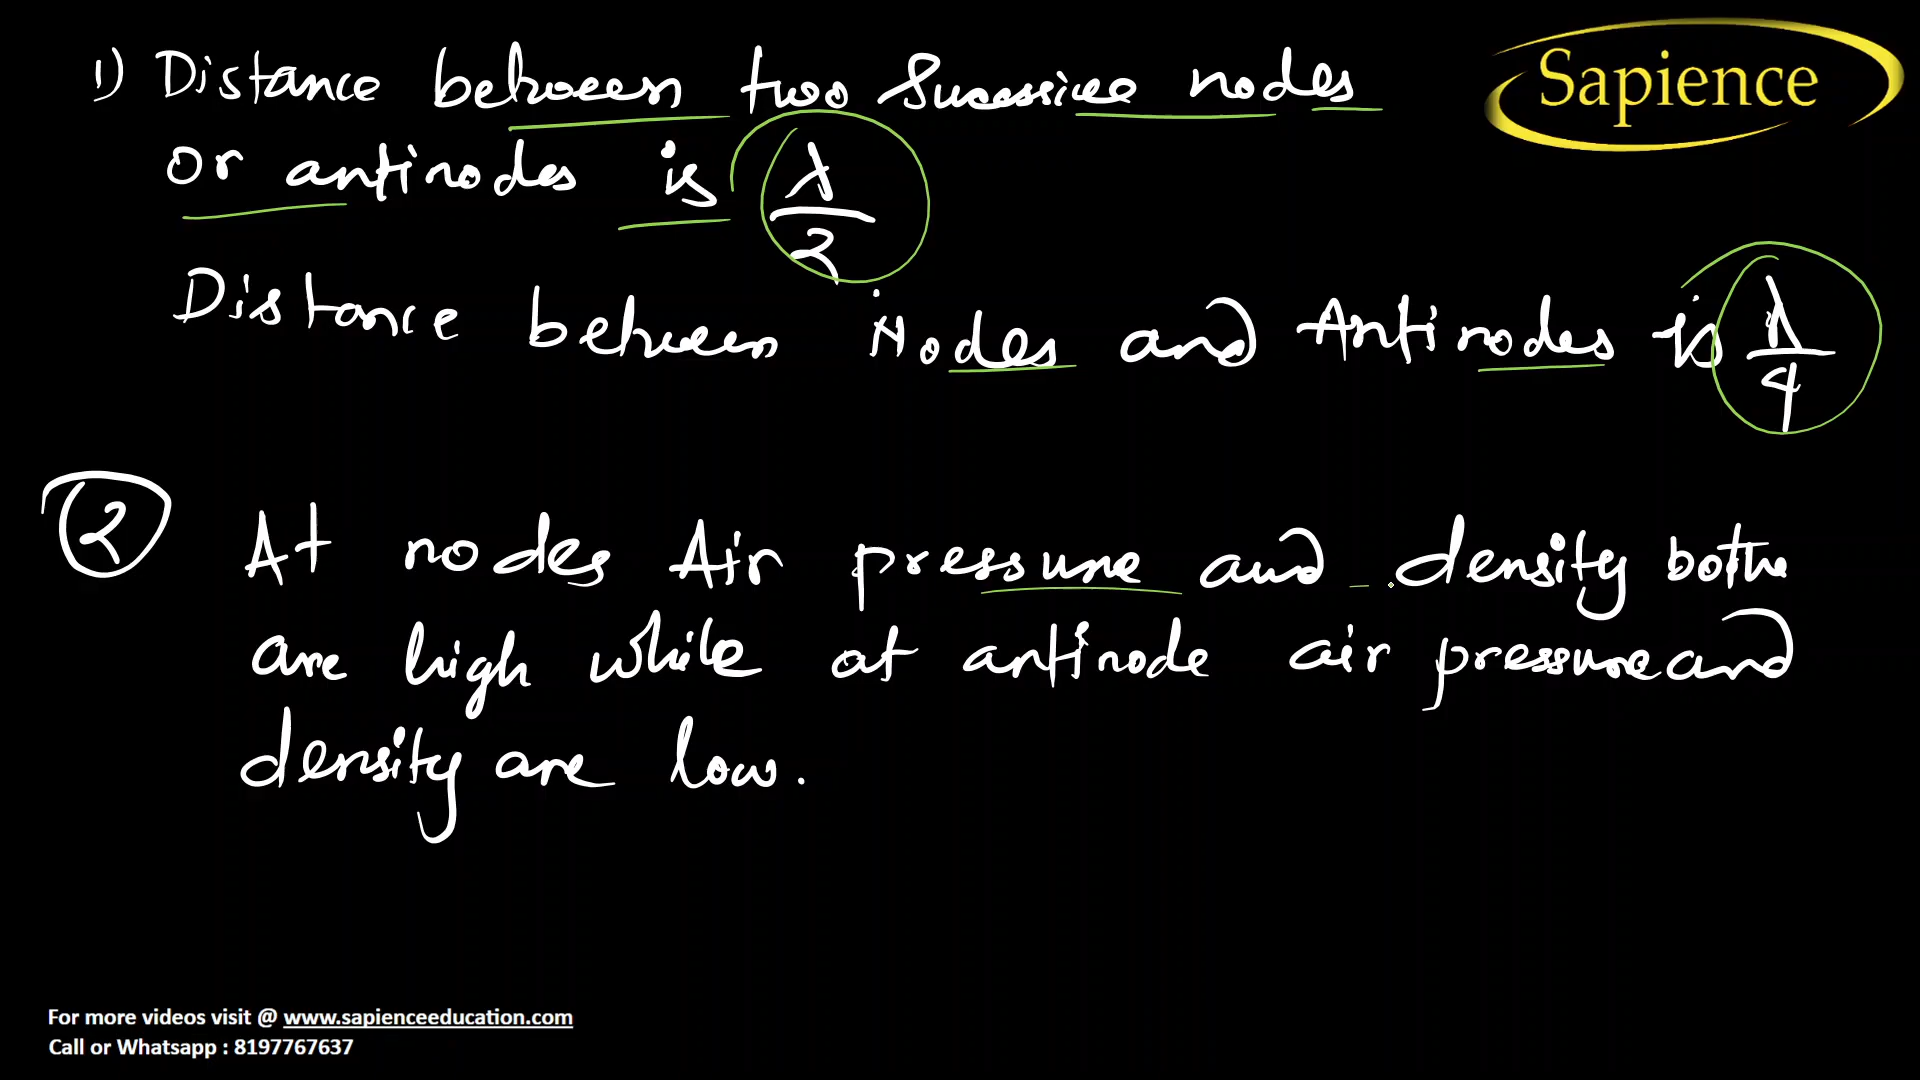 1) Distance between two Sucessive nodes
Sapience
or antinodes is λ/2
Distance between Nodes and Antinodes is λ/4
2 At nodes Air pressure and density both
are high while at antinode air pressure and
density are low.
For more videos visit @ www.sapienceeducation.com
Call or Whatsapp : 8197767637